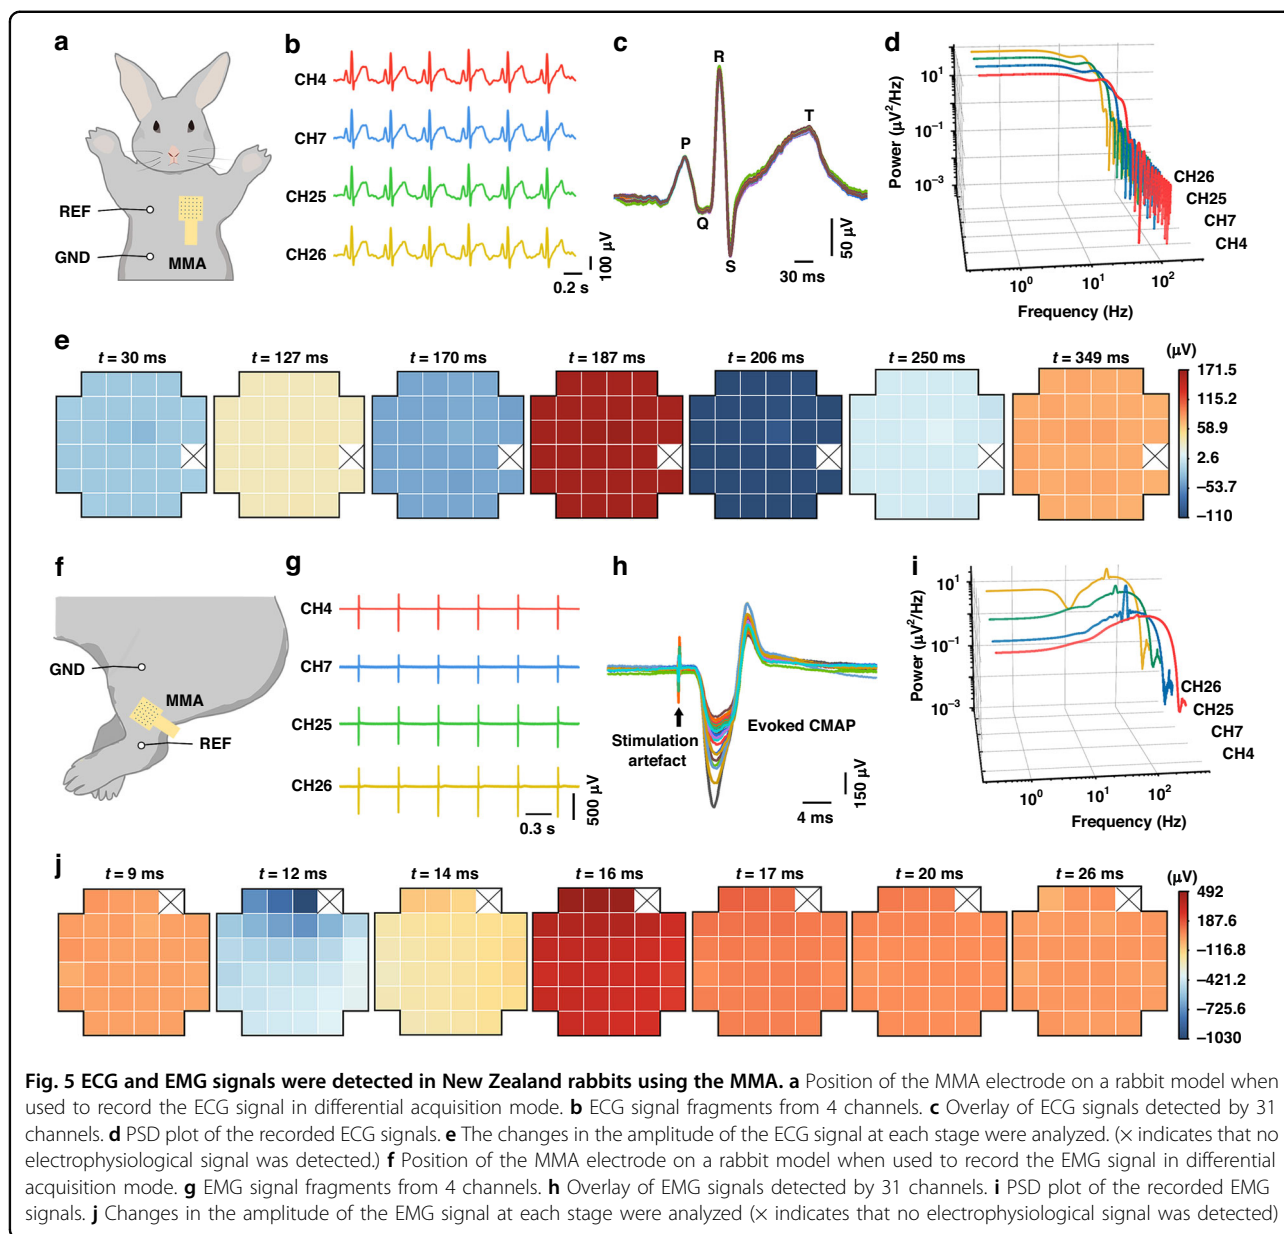 a
REF
GND
MMA
b
CH4
CH7
CH25
CH26
100 μV
0.2 s
c
P
Q
R
S
T
50 μV
30 ms
d
Power (μV²/Hz)
10¹
10⁻¹
10⁻³
CH26
CH25
CH7
CH4
10⁰ 10¹ 10²
Frequency (Hz)
e
t = 30 ms t = 127 ms t = 170 ms t = 187 ms t = 206 ms t = 250 ms t = 349 ms
(μV)
171.5
115.2
58.9
2.6
−53.7
−110
f
GND
MMA
REF
g
CH4
CH7
CH25
CH26
500 μV
0.3 s
h
Stimulation
artefact
Evoked CMAP
150 μV
4 ms
i
Power (μV²/Hz)
10¹
10⁻¹
10⁻³
CH26
CH25
CH7
CH4
10⁰ 10¹ 10²
Frequency (Hz)
j
t = 9 ms t = 12 ms t = 14 ms t = 16 ms t = 17 ms t = 20 ms t = 26 ms
(μV)
492
187.6
−116.8
−421.2
−725.6
−1030
Fig. 5 ECG and EMG signals were detected in New Zealand rabbits using the MMA. a Position of the MMA electrode on a rabbit model when
used to record the ECG signal in differential acquisition mode. b ECG signal fragments from 4 channels. c Overlay of ECG signals detected by 31
channels. d PSD plot of the recorded ECG signals. e The changes in the amplitude of the ECG signal at each stage were analyzed. (× indicates that no
electrophysiological signal was detected.) f Position of the MMA electrode on a rabbit model when used to record the EMG signal in differential
acquisition mode. g EMG signal fragments from 4 channels. h Overlay of EMG signals detected by 31 channels. i PSD plot of the recorded EMG
signals. j Changes in the amplitude of the EMG signal at each stage were analyzed (× indicates that no electrophysiological signal was detected)